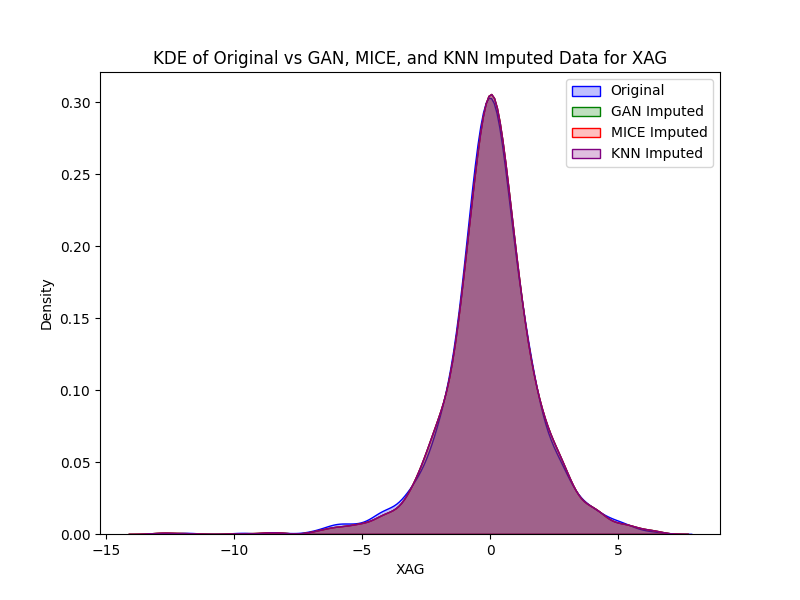 KDE of Original vs GAN, MICE, and KNN Imputed Data for XAG
Original
GAN Imputed
MICE Imputed
KNN Imputed
0.30
0.25
0.20
0.15
0.10
0.05
0.00
Density
−15
−10
−5
0
5
XAG